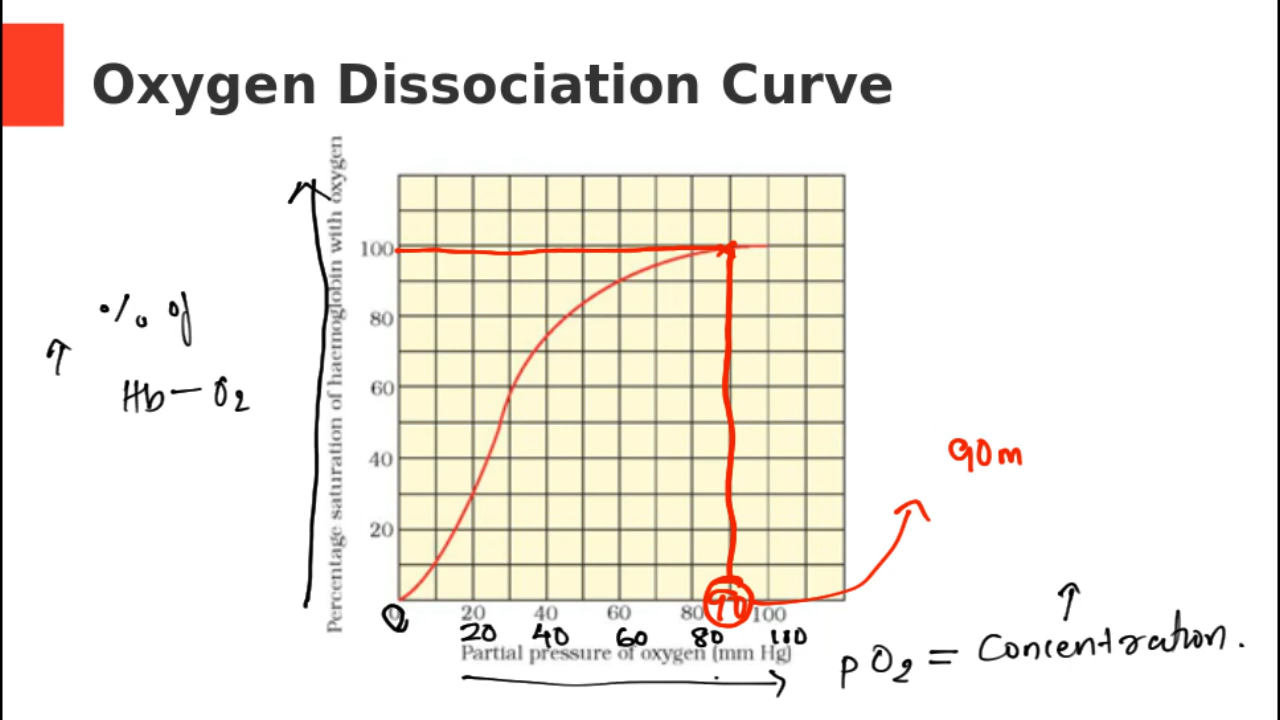 Oxygen Dissociation Curve
Percentage saturation of haemoglobin with oxygen
100
80
60
40
20
% of
↑
Hb - O2
90m
0
20 40 60 80 90 100
20 40 60 80
Partial pressure of oxygen (mm Hg)
↑
pO2 = Concentration.